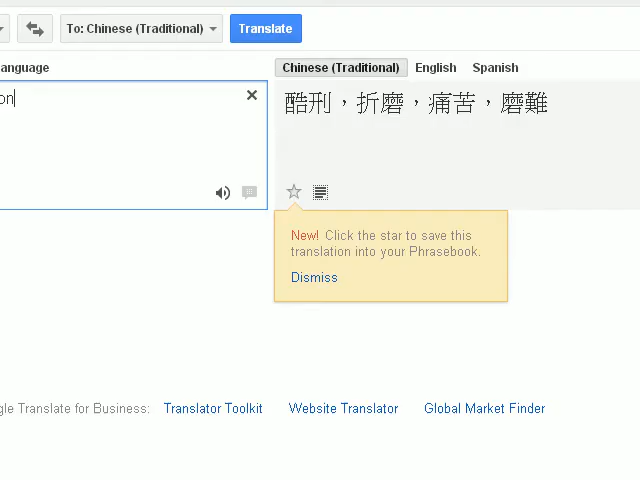 To: Chinese (Traditional) Translate
anguage Chinese (Traditional) English Spanish
on 酷刑，折磨，痛苦，磨難
New! Click the star to save this
translation into your Phrasebook.
Dismiss
gle Translate for Business: Translator Toolkit Website Translator Global Market Finder